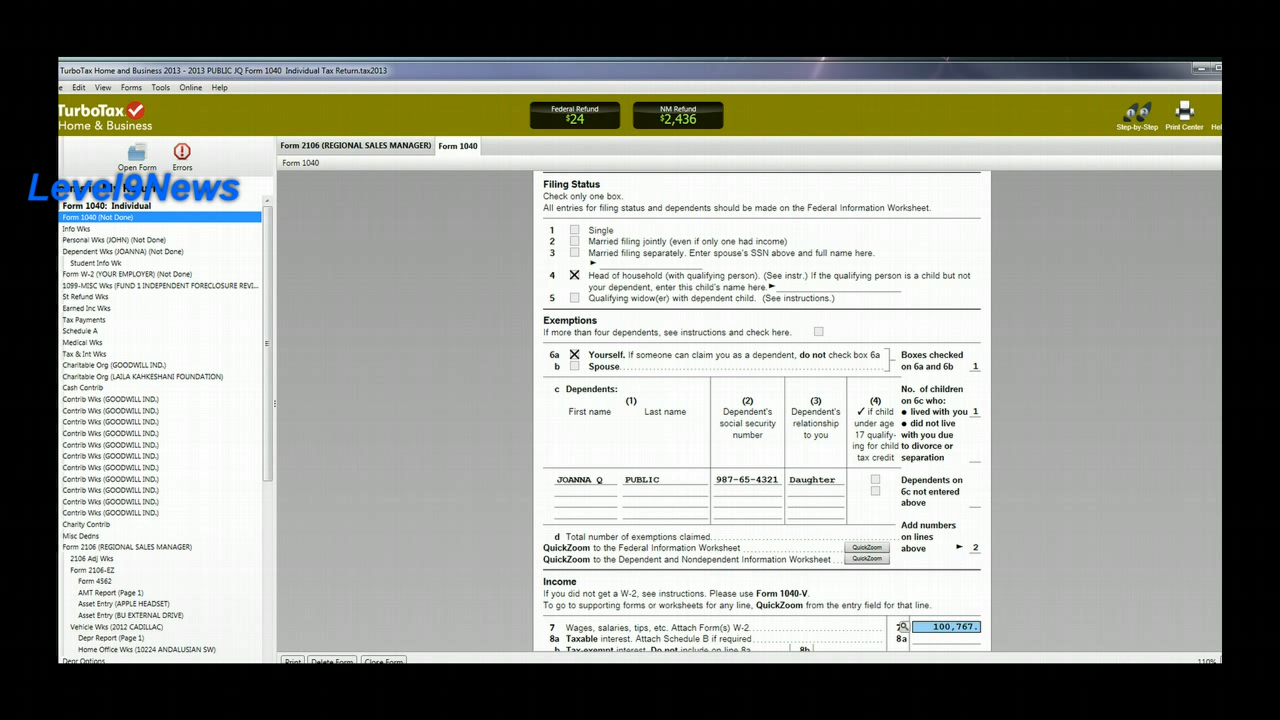 TurboTax Home and Business 2013 - 2013 PUBLIC JQ Form 1040 Individual Tax Return.tax2013
Edit View Forms Tools Online Help
TurboTax
Home & Business
Federal Refund
$24
NM Refund
$2,436
Step-by-Step
Print Center
Open Form
Errors
Level9News
Form 2106 (REGIONAL SALES MANAGER)
Form 1040
Form 1040
Form 1040: Individual
Form 1040 (Not Done)
Info Wks
Personal Wks (JOHN) (Not Done)
Dependent Wks (JOANNA) (Not Done)
Student Info Wk
Form W-2 (YOUR EMPLOYER) (Not Done)
1099-MISC Wks (FUND 1 INDEPENDENT FORECLOSURE REVI...
St Refund Wks
Earned Inc Wks
Tax Payments
Schedule A
Medical Wks
Tax & Int Wks
Charitable Org (GOODWILL IND.)
Charitable Org (LAILA KAHKESHANI FOUNDATION)
Cash Contrib
Contrib Wks (GOODWILL IND.)
Contrib Wks (GOODWILL IND.)
Contrib Wks (GOODWILL IND.)
Contrib Wks (GOODWILL IND.)
Contrib Wks (GOODWILL IND.)
Contrib Wks (GOODWILL IND.)
Contrib Wks (GOODWILL IND.)
Contrib Wks (GOODWILL IND.)
Contrib Wks (GOODWILL IND.)
Contrib Wks (GOODWILL IND.)
Contrib Wks (GOODWILL IND.)
Charity Contrib
Misc Dedns
Form 2106 (REGIONAL SALES MANAGER)
2106 Adj Wks
Form 2106-EZ
Form 4562
AMT Report (Page 1)
Asset Entry (APPLE HEADSET)
Asset Entry (BU EXTERNAL DRIVE)
Vehicle Wks (2012 CADILLAC)
Depr Report (Page 1)
Home Office Wks (10224 ANDALUSIAN SW)
Depr Options
Filing Status
Check only one box.
All entries for filing status and dependents should be made on the Federal Information Worksheet.
1 Single
2 Married filing jointly (even if only one had income)
3 Married filing separately. Enter spouse's SSN above and full name here.
4 Head of household (with qualifying person). (See instr.) If the qualifying person is a child but not
your dependent, enter this child's name here.
5 Qualifying widow(er) with dependent child. (See instructions.)
Exemptions
If more than four dependents, see instructions and check here.
6a Yourself. If someone can claim you as a dependent, do not check box 6a
b Spouse
Boxes checked
on 6a and 6b 1
c Dependents:
(1)
First name Last name
(2)
Dependent's
social security
number
(3)
Dependent's
relationship
to you
(4)
✓ if child
under age
17 qualify-
ing for child
tax credit
No. of children
on 6c who:
● lived with you 1
● did not live
with you due
to divorce or
separation
JOANNA Q PUBLIC 987-65-4321 Daughter
Dependents on
6c not entered
above
d Total number of exemptions claimed
Add numbers
on lines
above ► 2
QuickZoom to the Federal Information Worksheet QuickZoom
QuickZoom to the Dependent and Nondependent Information Worksheet QuickZoom
Income
If you did not get a W-2, see instructions. Please use Form 1040-V.
To go to supporting forms or worksheets for any line, QuickZoom from the entry field for that line.
7 Wages, salaries, tips, etc. Attach Form(s) W-2 7 100,767.
8a Taxable interest. Attach Schedule B if required 8a
b Tax-exempt interest. Do not include on line 8a 8b
Print Delete Form Close Form
110%